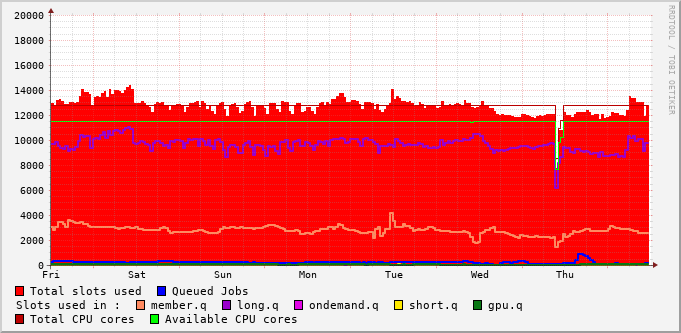 20000
18000
16000
14000
12000
10000
8000
6000
4000
2000
0
Fri Sat Sun Mon Tue Wed Thu
Total slots used Queued Jobs
Slots used in : member.q long.q ondemand.q short.q gpu.q
Total CPU cores Available CPU cores
RRDTOOL / TOBI OETIKER